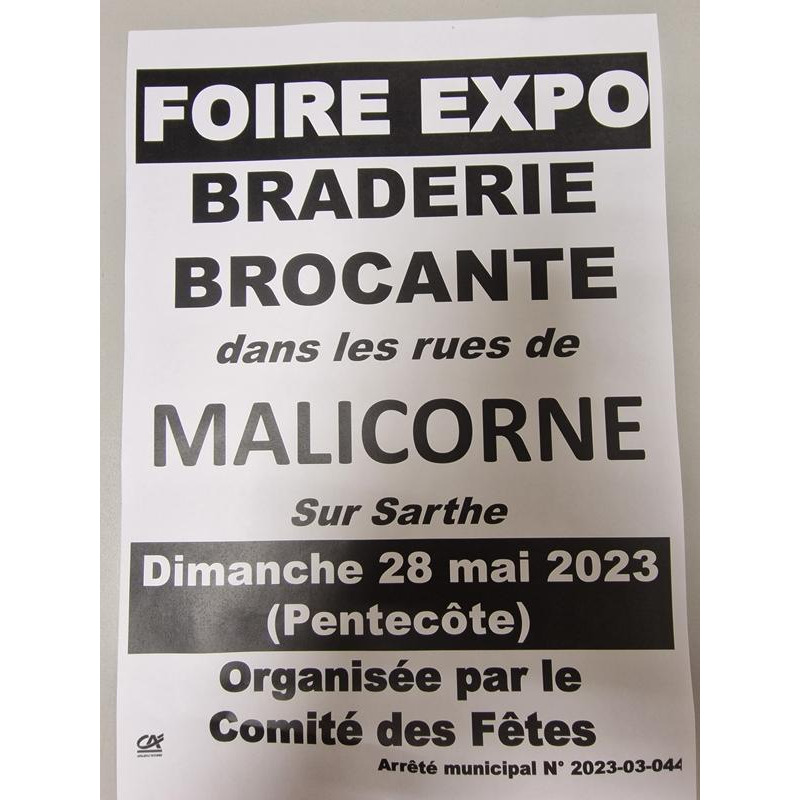 FOIRE EXPO
BRADERIE
BROCANTE
dans les rues de
MALICORNE
Sur Sarthe
Dimanche 28 mai 2023
(Pentecôte)
Organisée par le
Comité des Fêtes
CA
Arrêté municipal N° 2023-03-044